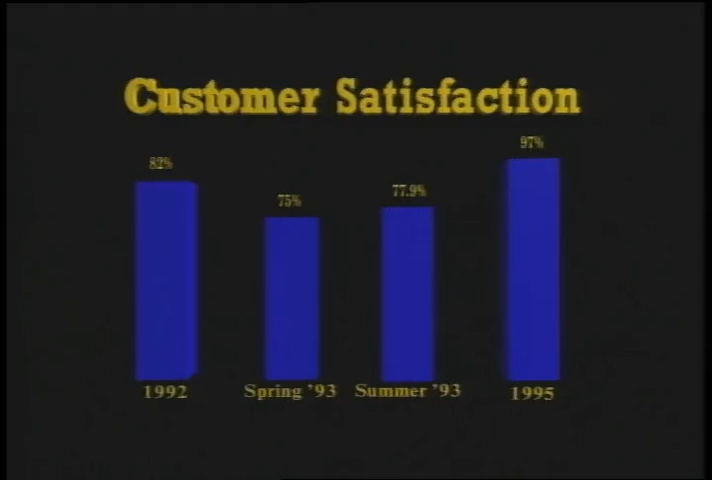 Customer Satisfaction
82%
75%
77.9%
97%
1992
Spring '93
Summer '93
1995